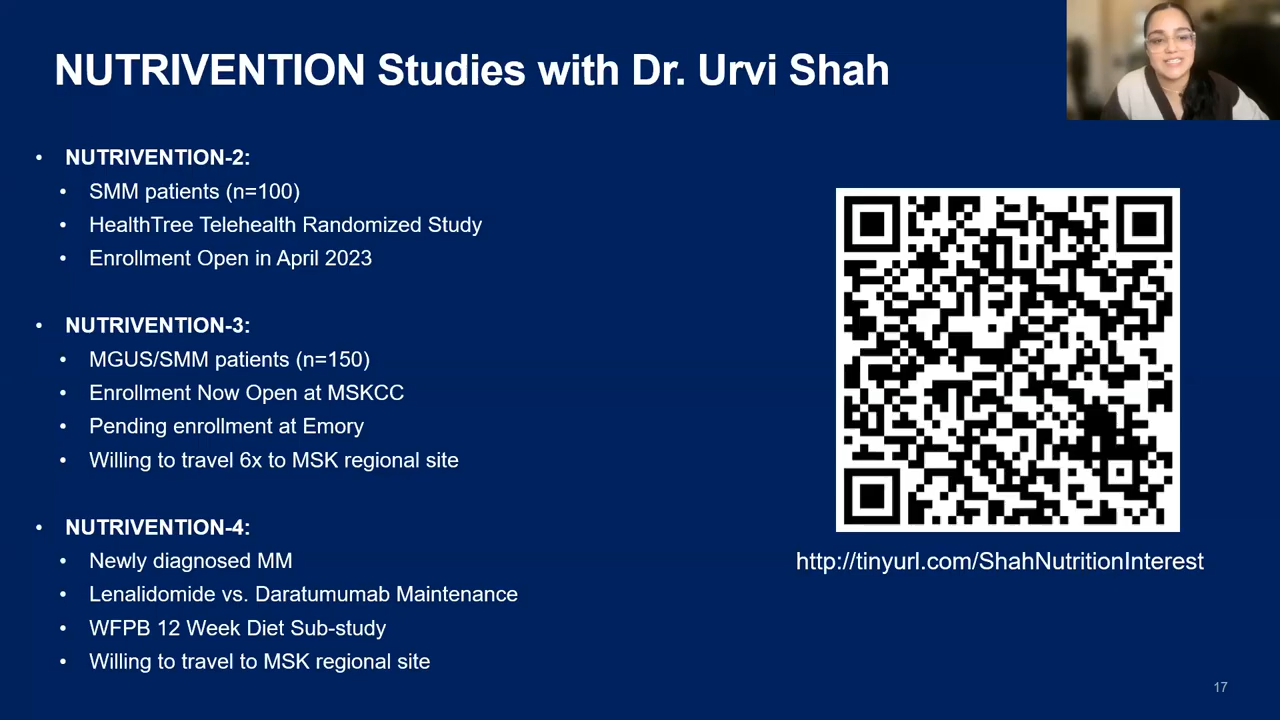 NUTRIVENTION Studies with Dr. Urvi Shah
• NUTRIVENTION-2:
• SMM patients (n=100)
• HealthTree Telehealth Randomized Study
• Enrollment Open in April 2023
• NUTRIVENTION-3:
• MGUS/SMM patients (n=150)
• Enrollment Now Open at MSKCC
• Pending enrollment at Emory
• Willing to travel 6x to MSK regional site
• NUTRIVENTION-4:
• Newly diagnosed MM
• Lenalidomide vs. Daratumumab Maintenance
• WFPB 12 Week Diet Sub-study
• Willing to travel to MSK regional site
http://tinyurl.com/ShahNutritionInterest
17